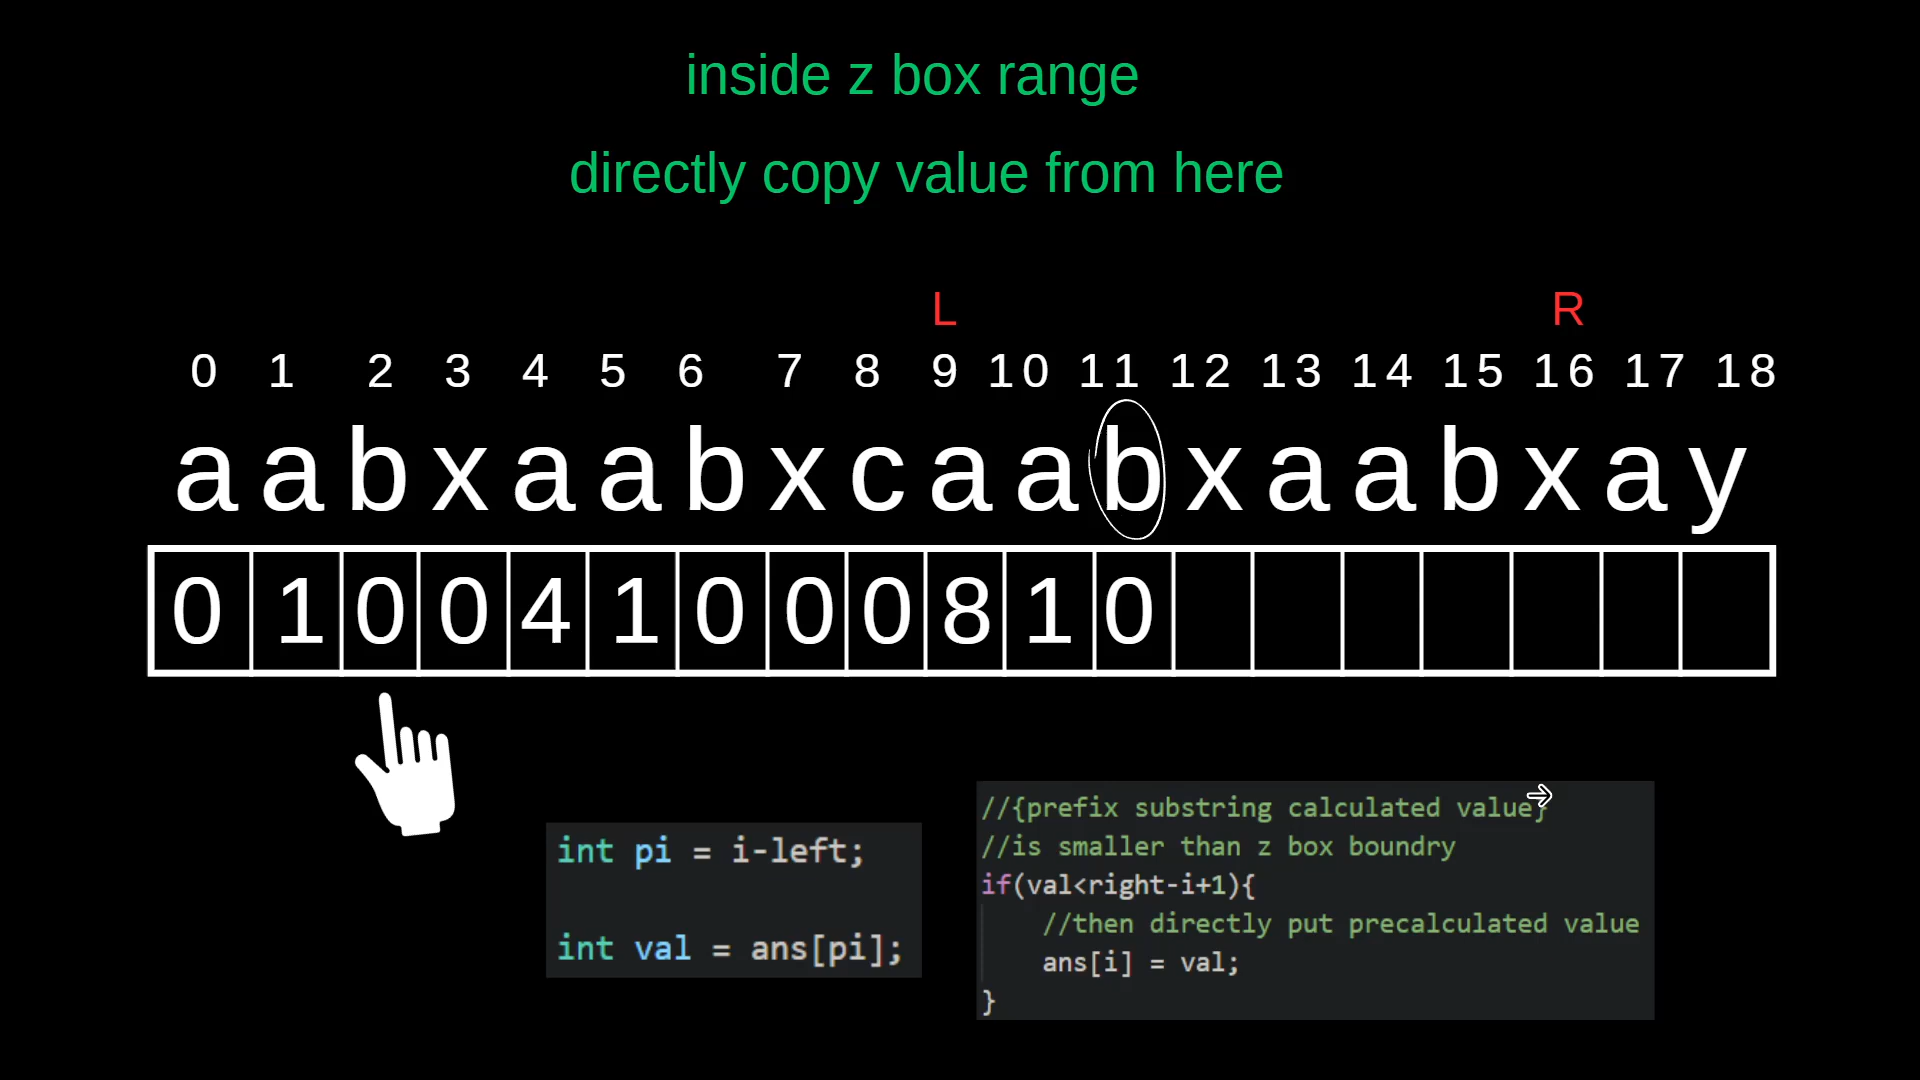 inside z box range
directly copy value from here
L R
0 1 2 3 4 5 6 7 8 9 10 11 12 13 14 15 16 17 18
a a b x a a b x c a a b x a a b x a y
0 1 0 0 4 1 0 0 0 8 1 0
int pi = i-left;
int val = ans[pi];
//{prefix substring calculated value}
//is smaller than z box boundry
if(val<right-i+1){
//then directly put precalculated value
ans[i] = val;
}